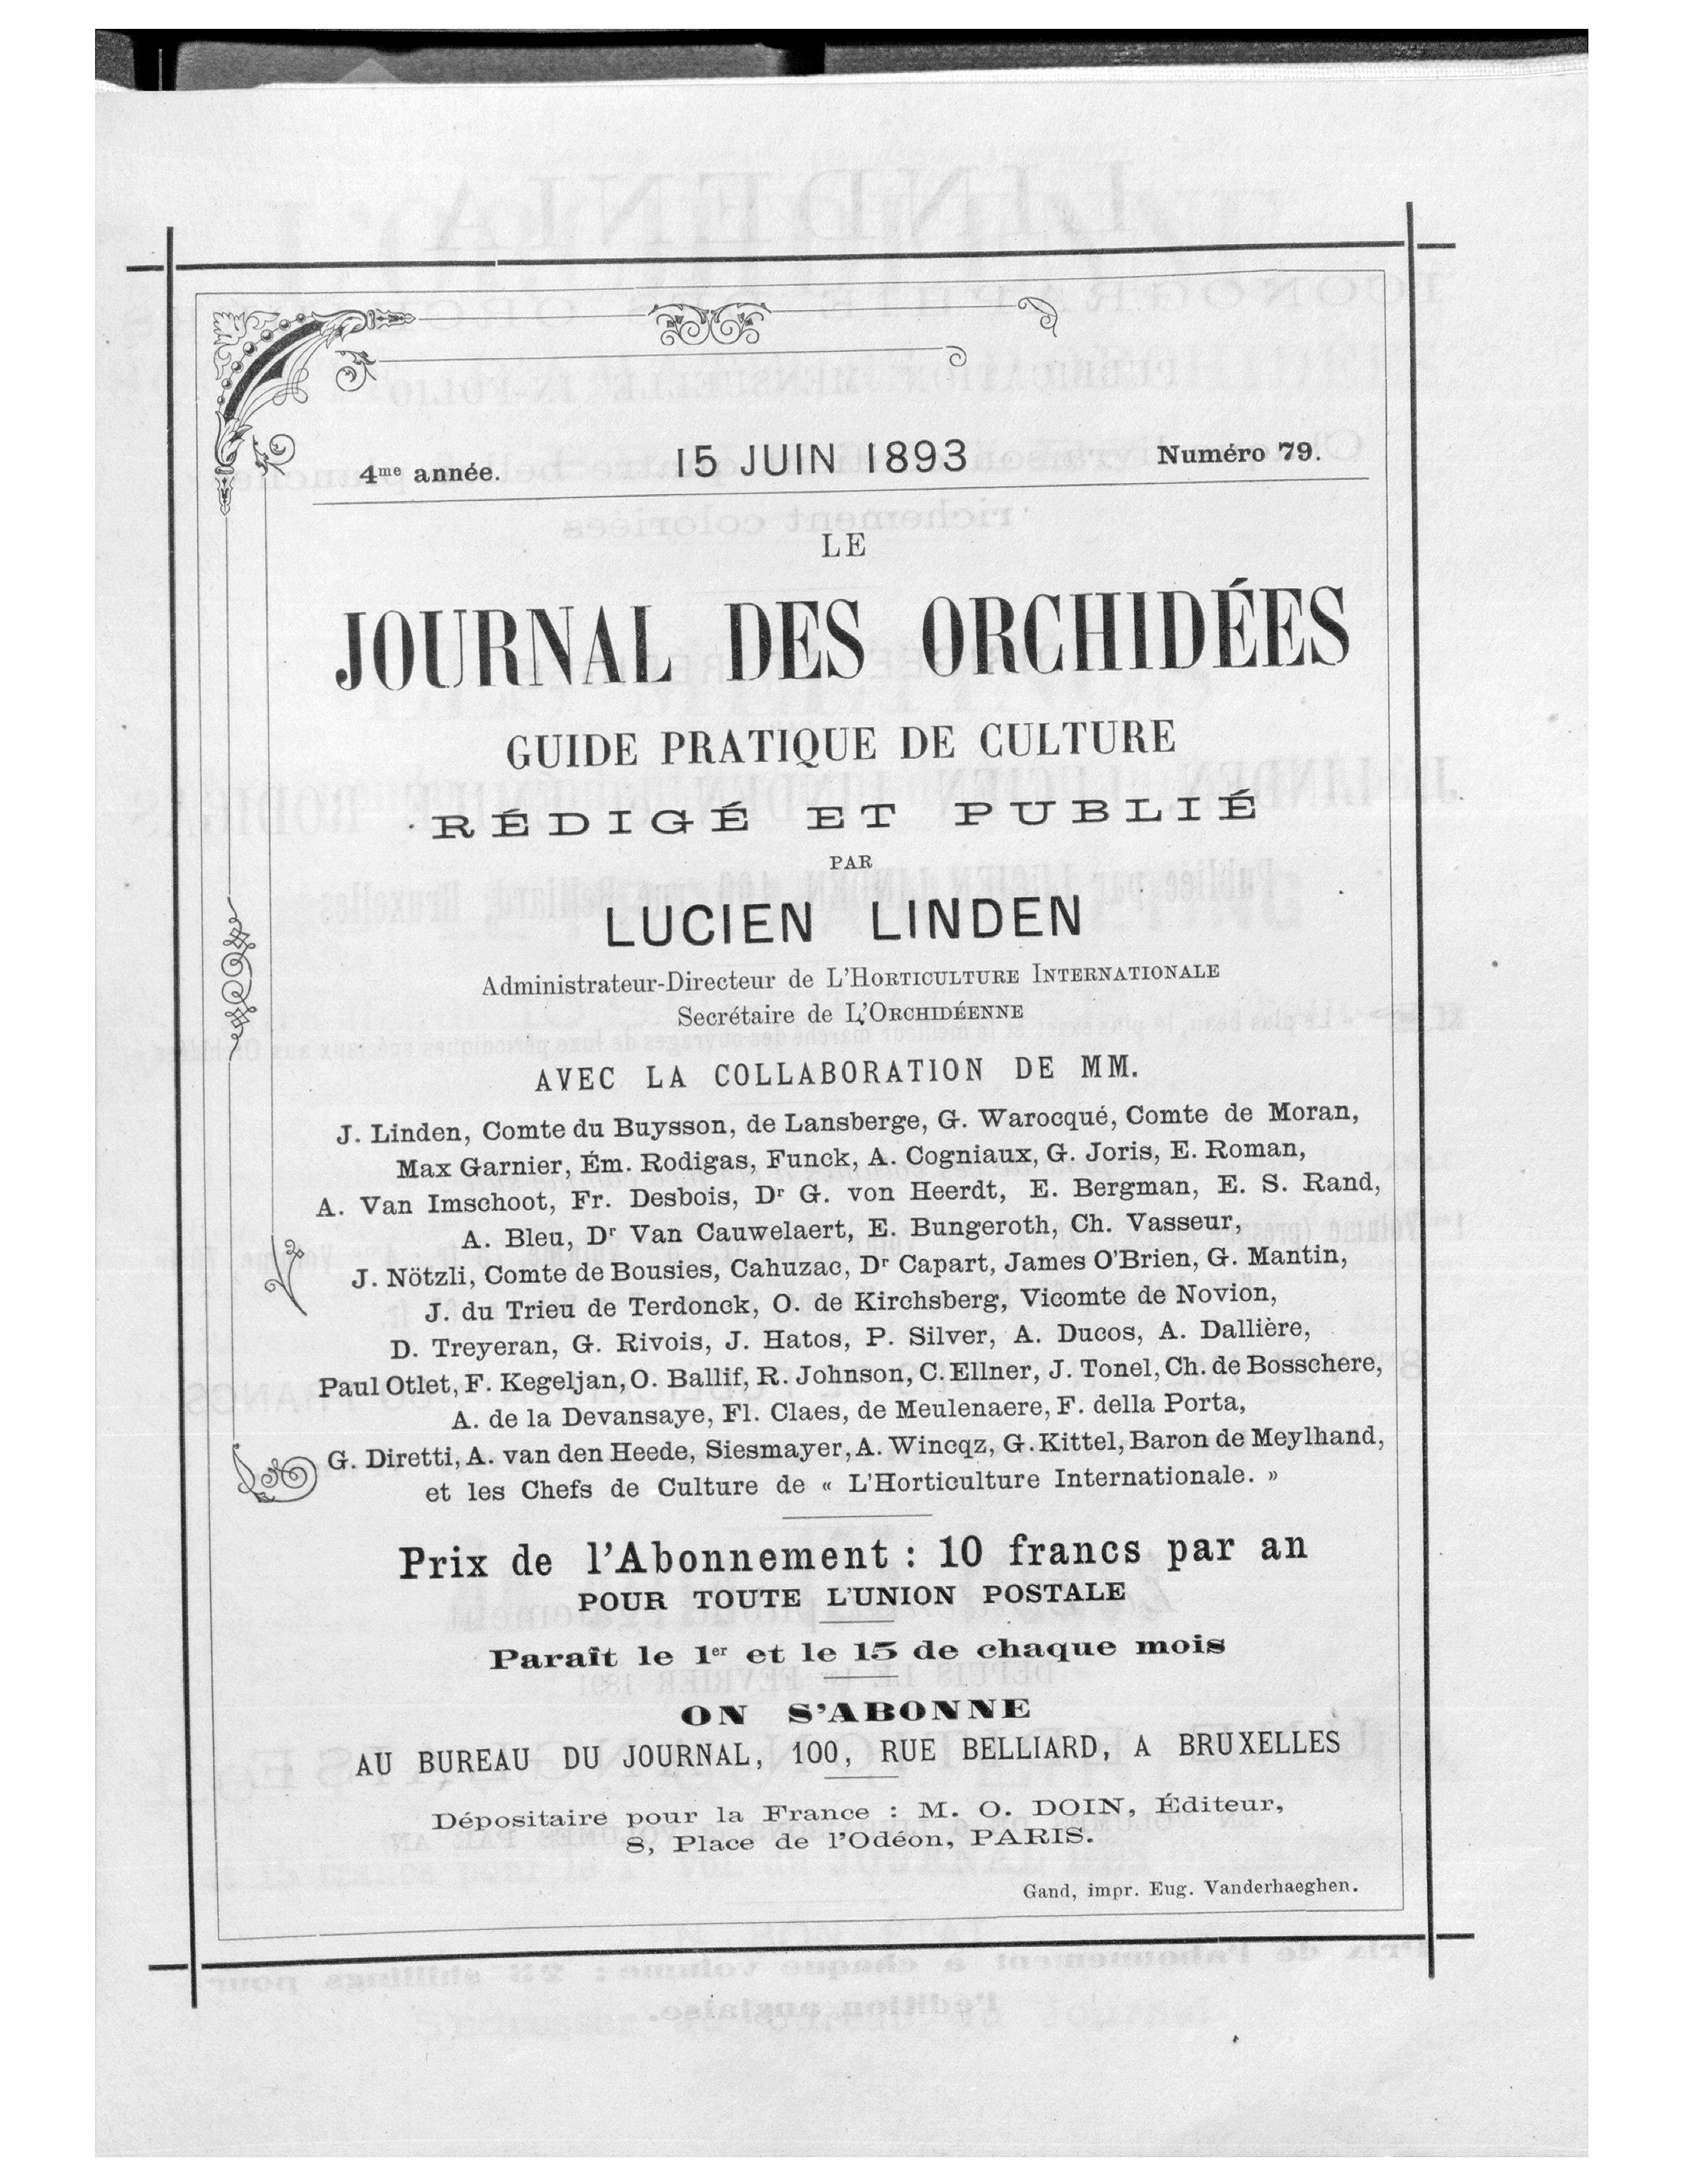 4me année. 15 JUIN 1893 Numéro 79.
LE
JOURNAL DES ORCHIDÉES
GUIDE PRATIQUE DE CULTURE
RÉDIGÉ ET PUBLIÉ
PAR
LUCIEN LINDEN
Administrateur-Directeur de L'HORTICULTURE INTERNATIONALE
Secrétaire de L'ORCHIDÉENNE
AVEC LA COLLABORATION DE MM.
J. Linden, Comte du Buysson, de Lansberge, G. Warocqué, Comte de Moran,
Max Garnier, Ém. Rodigas, Funck, A. Cogniaux, G. Joris, E. Roman,
A. Van Imschoot, Fr. Desbois, Dr G. von Heerdt, E. Bergman, E. S. Rand,
A. Bleu, Dr Van Cauwelaert, E. Bungeroth, Ch. Vasseur,
J. Nötzli, Comte de Bousies, Cahuzac, Dr Capart, James O'Brien, G. Mantin,
J. du Trieu de Terdonck, O. de Kirchsberg, Vicomte de Novion,
D. Treyeran, G. Rivois, J. Hatos, P. Silver, A. Ducos, A. Dallière,
Paul Otlet, F. Kegeljan, O. Ballif, R. Johnson, C. Ellner, J. Tonel, Ch. de Bosschere,
A. de la Devansaye, Fl. Claes, de Meulenaere, F. della Porta,
G. Diretti, A. van den Heede, Siesmayer, A. Wincqz, G. Kittel, Baron de Meylhand,
et les Chefs de Culture de « L'Horticulture Internationale. »
Prix de l'Abonnement : 10 francs par an
POUR TOUTE L'UNION POSTALE
Paraît le 1er et le 15 de chaque mois
ON S'ABONNE
AU BUREAU DU JOURNAL, 100, RUE BELLIARD, A BRUXELLES
Dépositaire pour la France : M. O. DOIN, Éditeur,
8, Place de l'Odéon, PARIS.
Gand, impr. Eug. Vanderhaeghen.